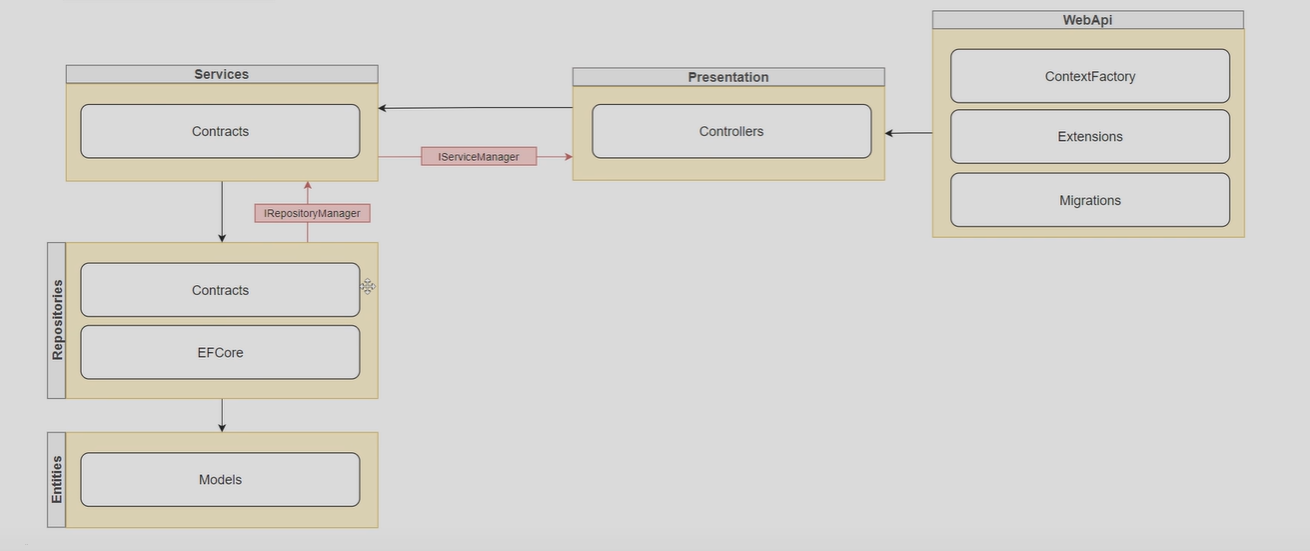 WebApi
ContextFactory
Extensions
Migrations
Services
Contracts
Presentation
Controllers
IServiceManager
IRepositoryManager
Repositories
Contracts
EFCore
Entities
Models